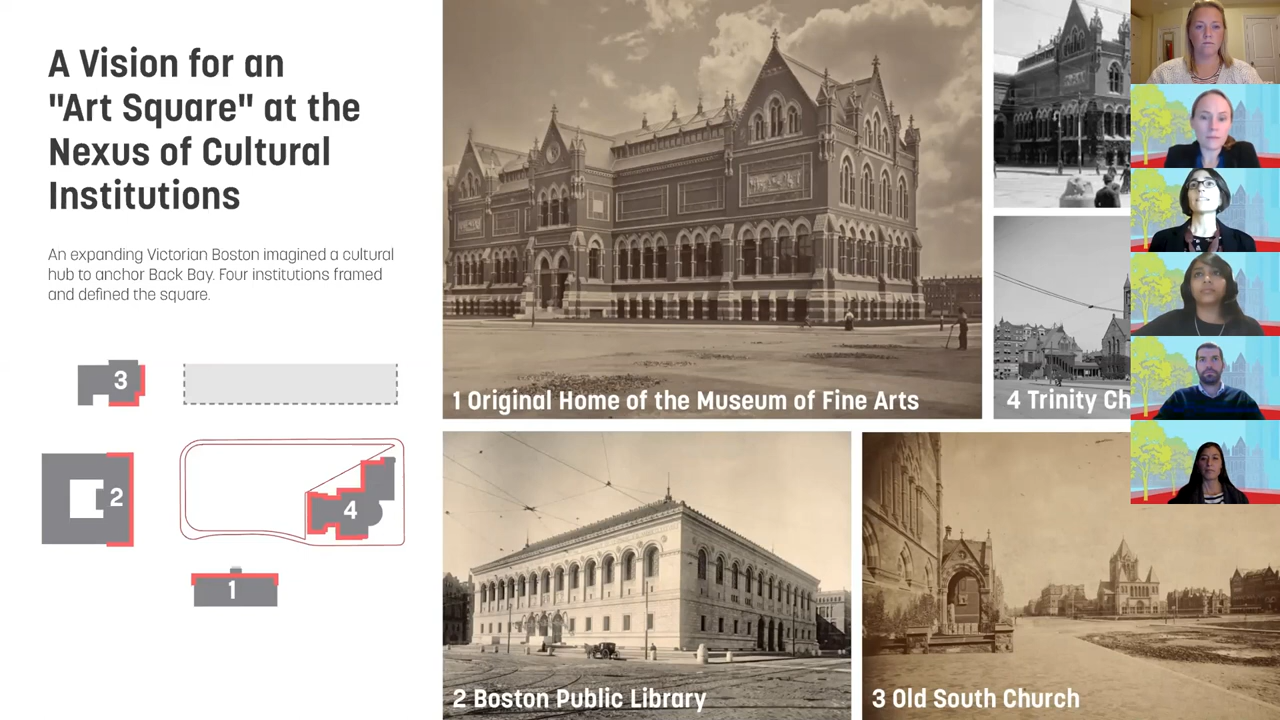 A Vision for an
"Art Square" at the
Nexus of Cultural
Institutions
An expanding Victorian Boston imagined a cultural
hub to anchor Back Bay. Four institutions framed
and defined the square.
3
2
4
1
1 Original Home of the Museum of Fine Arts
4 Trinity Ch
2 Boston Public Library
3 Old South Church